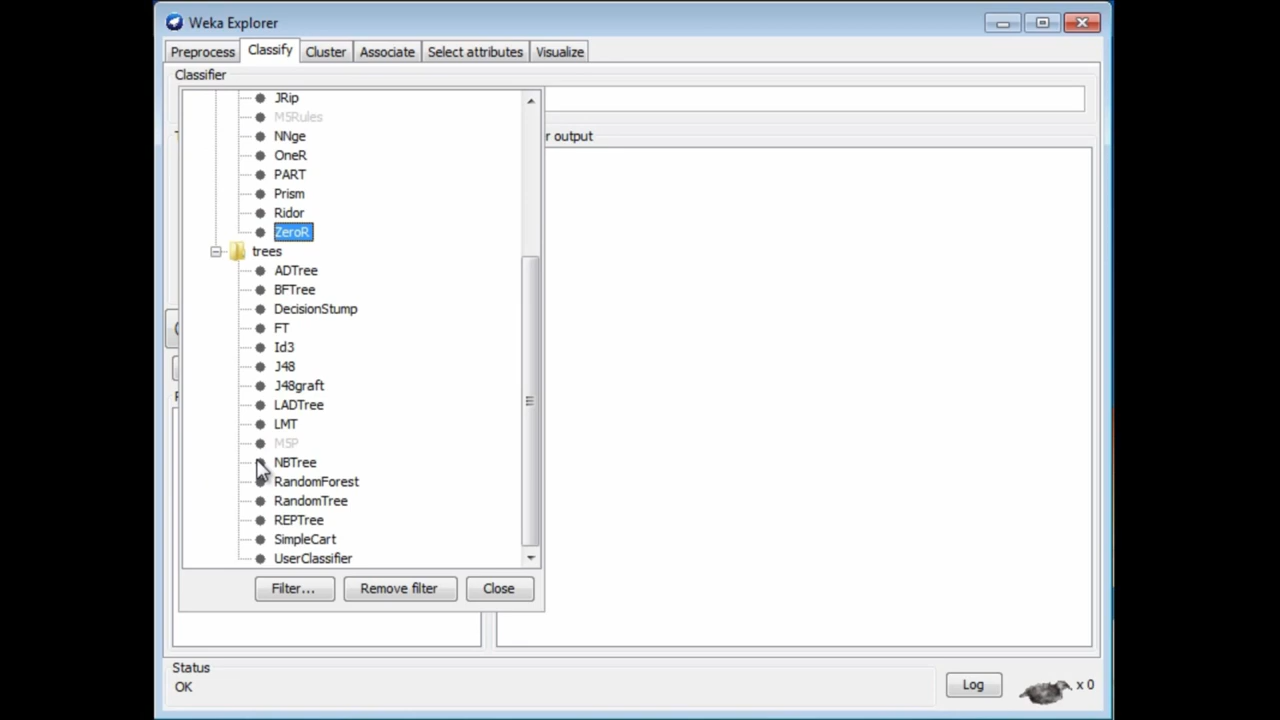 Weka Explorer
Preprocess Classify Cluster Associate Select attributes Visualize
Classifier
JRip
M5Rules
NNge
r output
OneR
PART
Prism
Ridor
ZeroR
trees
ADTree
BFTree
DecisionStump
FT
Id3
J48
J48graft
LADTree
LMT
M5P
NBTree
RandomForest
RandomTree
REPTree
SimpleCart
UserClassifier
Filter... Remove filter Close
Status
OK
Log x 0